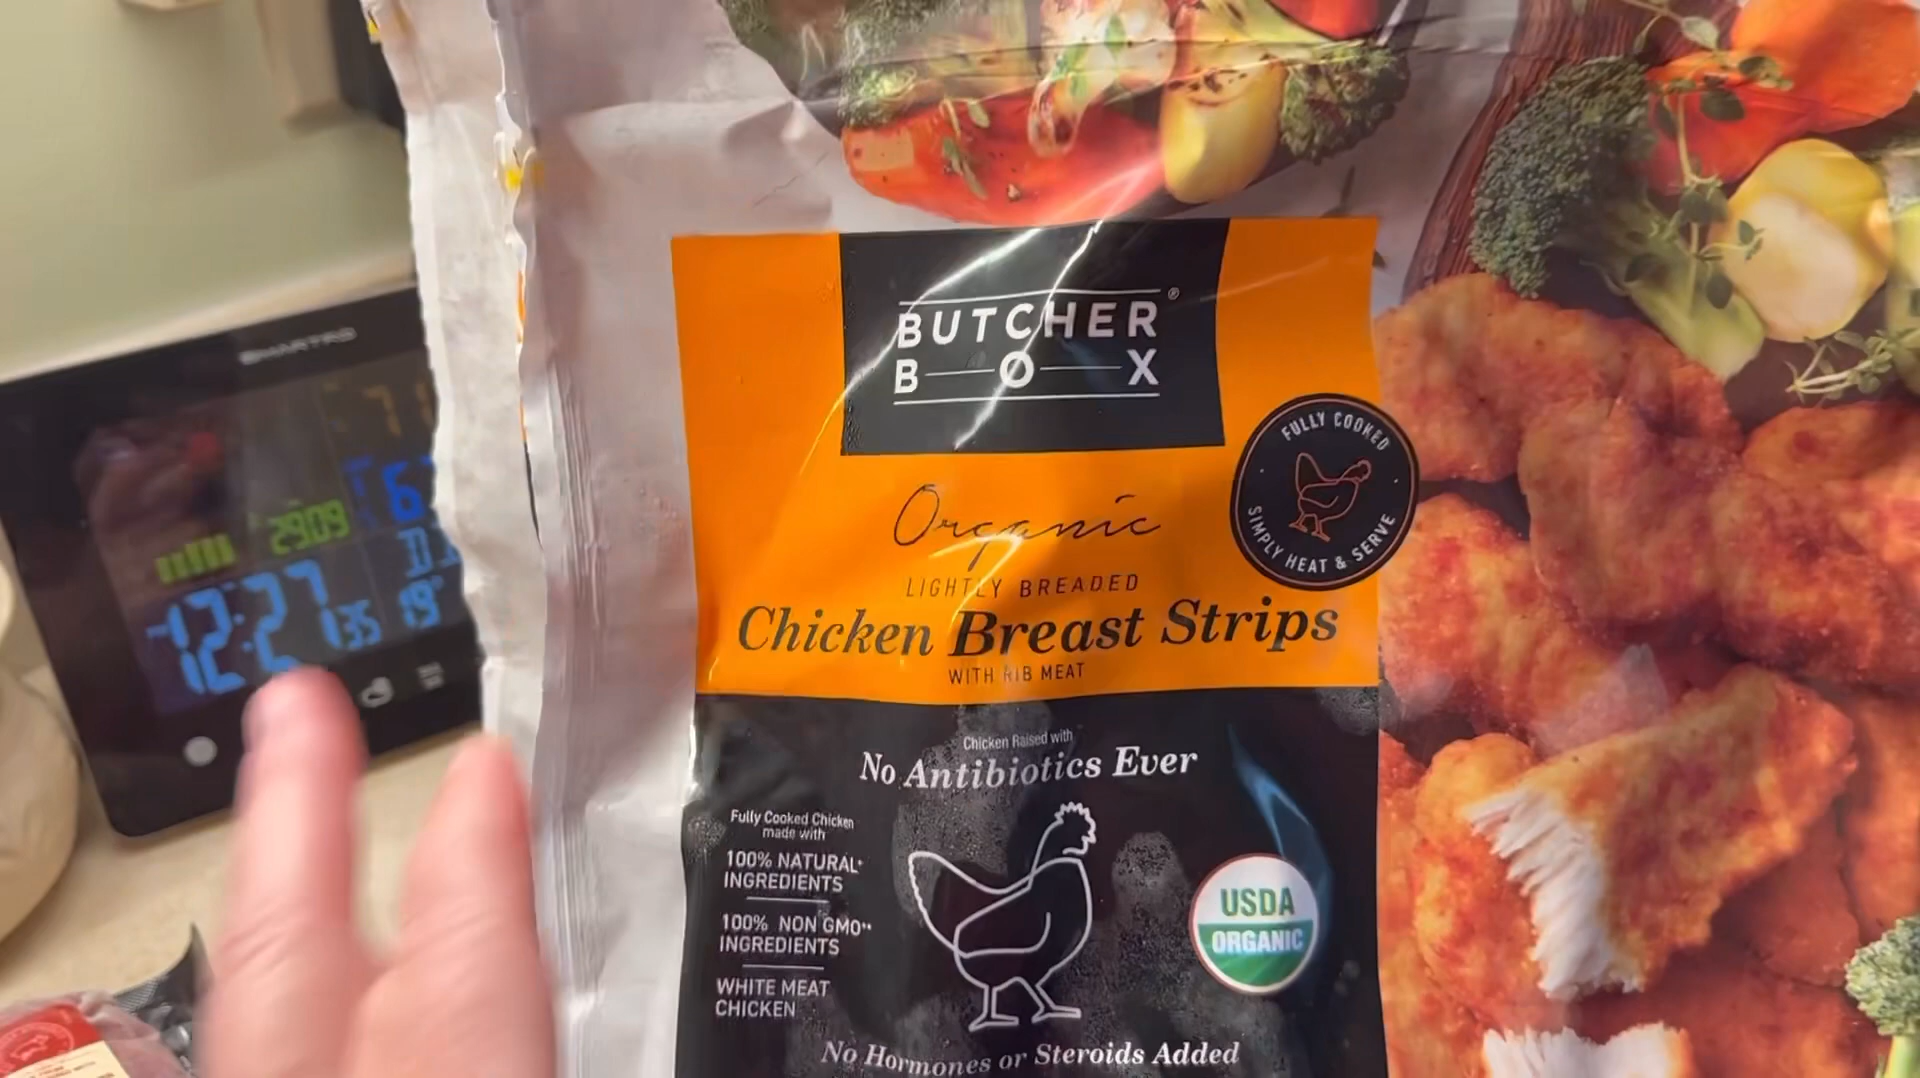 BUTCHER
BOX®
FULLY COOKED
SIMPLY HEAT & SERVE
Organic
LIGHTLY BREADED
Chicken Breast Strips
WITH RIB MEAT
Chicken Raised with
No Antibiotics Ever
Fully Cooked Chicken
made with
100% NATURAL*
INGREDIENTS
100% NON GMO**
INGREDIENTS
WHITE MEAT
CHICKEN
USDA
ORGANIC
No Hormones or Steroids Added